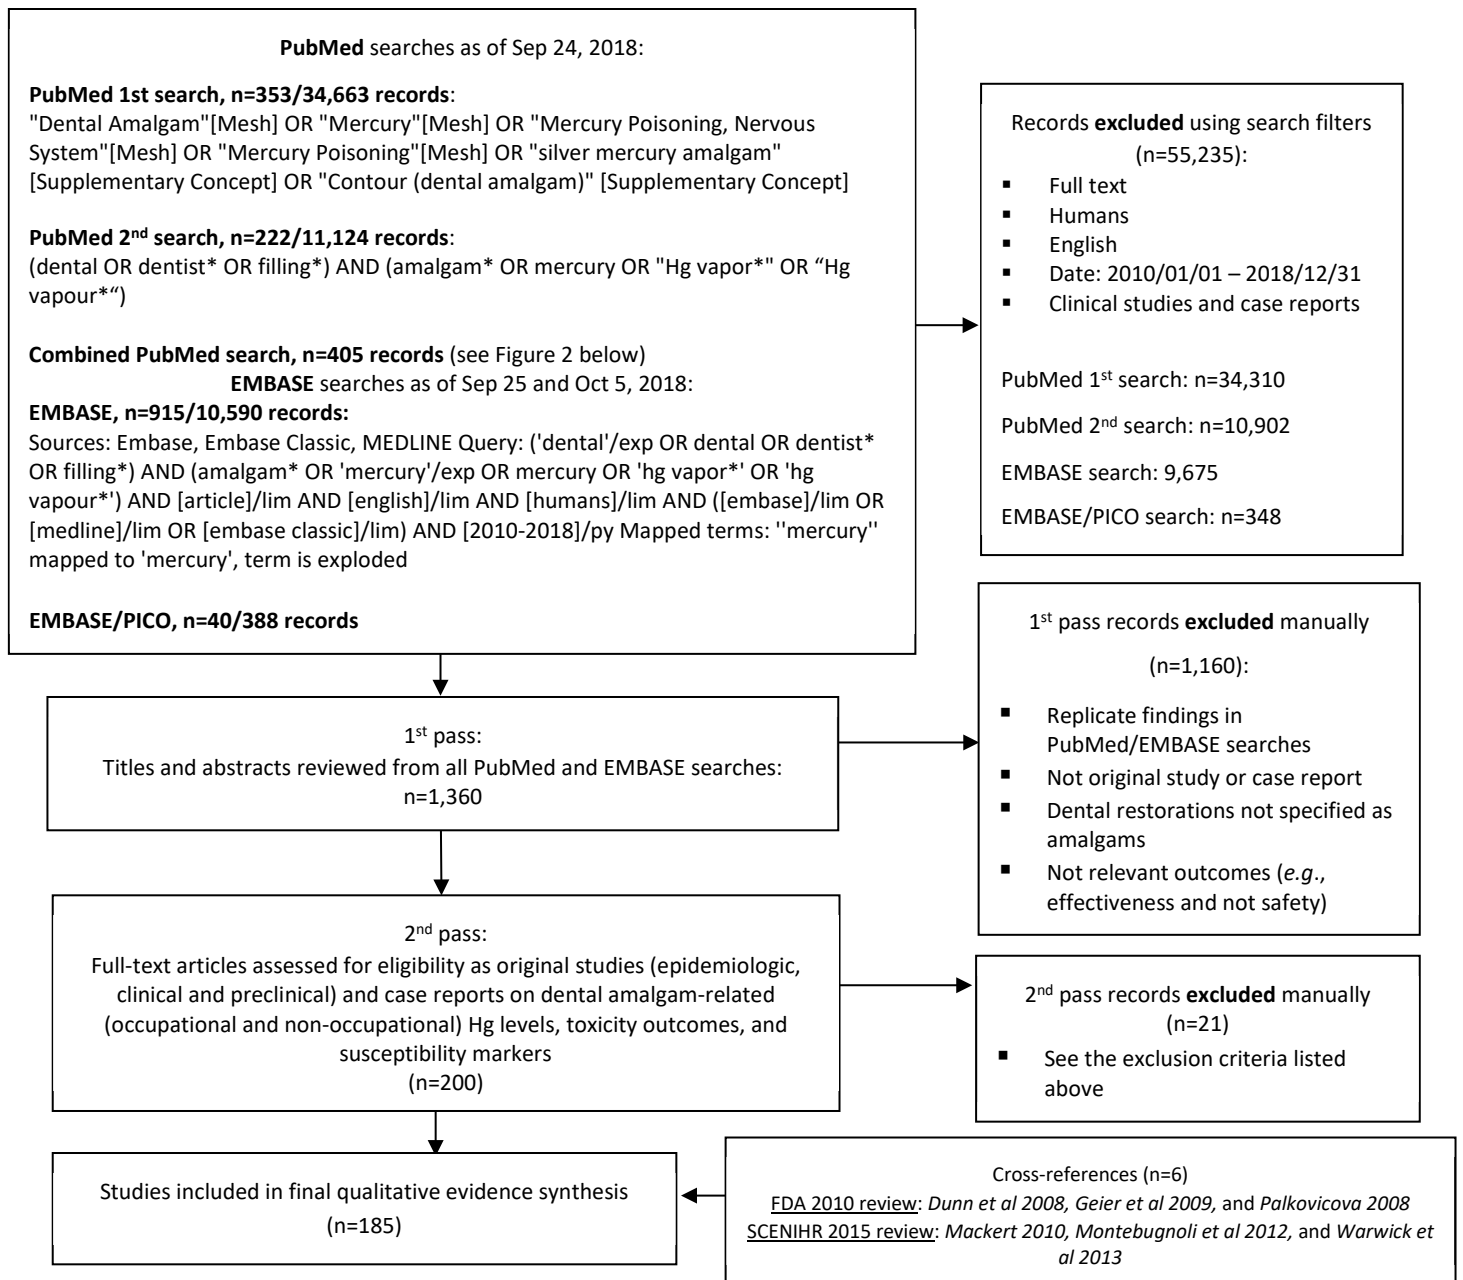 PubMed searches as of Sep 24, 2018:
PubMed 1st search, n=353/34,663 records:
"Dental Amalgam"[Mesh] OR "Mercury"[Mesh] OR "Mercury Poisoning, Nervous
System"[Mesh] OR "Mercury Poisoning"[Mesh] OR "silver mercury amalgam"
[Supplementary Concept] OR "Contour (dental amalgam)" [Supplementary Concept]
PubMed 2nd search, n=222/11,124 records:
(dental OR dentist* OR filling*) AND (amalgam* OR mercury OR "Hg vapor*" OR “Hg
vapour*“)
Combined PubMed search, n=405 records (see Figure 2 below)
EMBASE searches as of Sep 25 and Oct 5, 2018:
EMBASE, n=915/10,590 records:
Sources: Embase, Embase Classic, MEDLINE Query: ('dental'/exp OR dental OR dentist*
OR filling*) AND (amalgam* OR 'mercury'/exp OR mercury OR 'hg vapor*' OR 'hg
vapour*') AND [article]/lim AND [english]/lim AND [humans]/lim AND ([embase]/lim OR
[medline]/lim OR [embase classic]/lim) AND [2010-2018]/py Mapped terms: ''mercury''
mapped to 'mercury', term is exploded
EMBASE/PICO, n=40/388 records
Records excluded using search filters
(n=55,235):
▪ Full text
▪ Humans
▪ English
▪ Date: 2010/01/01 – 2018/12/31
▪ Clinical studies and case reports
PubMed 1st search: n=34,310
PubMed 2nd search: n=10,902
EMBASE search: 9,675
EMBASE/PICO search: n=348
1st pass:
Titles and abstracts reviewed from all PubMed and EMBASE searches:
n=1,360
1st pass records excluded manually
(n=1,160):
▪ Replicate findings in
PubMed/EMBASE searches
▪ Not original study or case report
▪ Dental restorations not specified as
amalgams
▪ Not relevant outcomes (e.g.,
effectiveness and not safety)
2nd pass:
Full-text articles assessed for eligibility as original studies (epidemiologic,
clinical and preclinical) and case reports on dental amalgam-related
(occupational and non-occupational) Hg levels, toxicity outcomes, and
susceptibility markers
(n=200)
2nd pass records excluded manually
(n=21)
▪ See the exclusion criteria listed
above
Studies included in final qualitative evidence synthesis
(n=185)
Cross-references (n=6)
FDA 2010 review: Dunn et al 2008, Geier et al 2009, and Palkovicova 2008
SCENIHR 2015 review: Mackert 2010, Montebugnoli et al 2012, and Warwick et
al 2013